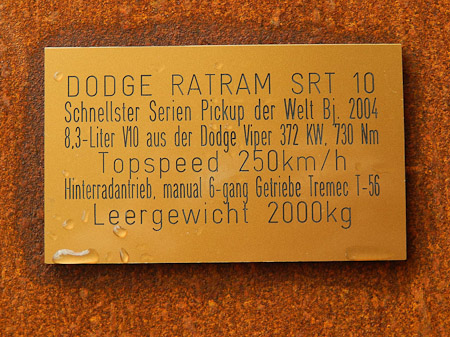 DODGE RATRAM SRT 10
Schnellster Serien Pickup der Welt Bj. 2004
8,3-Liter V10 aus der Dodge Viper 372 KW, 730 Nm
Topspeed 250km/h
Hinterradantrieb, manual 6-gang Getriebe Tremec T-56
Leergewicht 2000kg